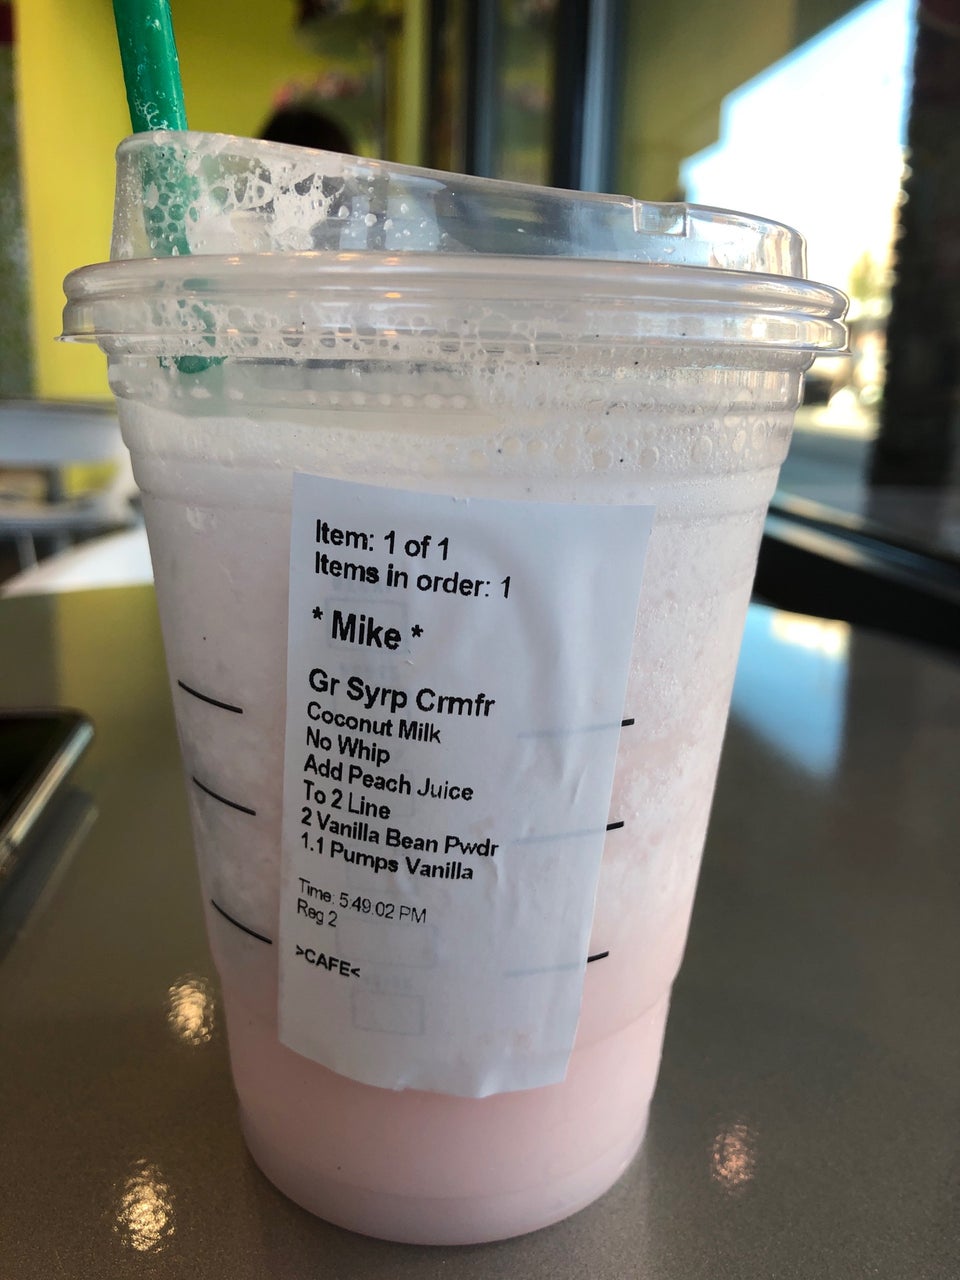 Item: 1 of 1
Items in order: 1
* Mike *
Gr Syrp Crmfr
Coconut Milk
No Whip
Add Peach Juice
To 2 Line
2 Vanilla Bean Pwdr
1.1 Pumps Vanilla
Time: 5:49:02 PM
Reg 2
>CAFE<